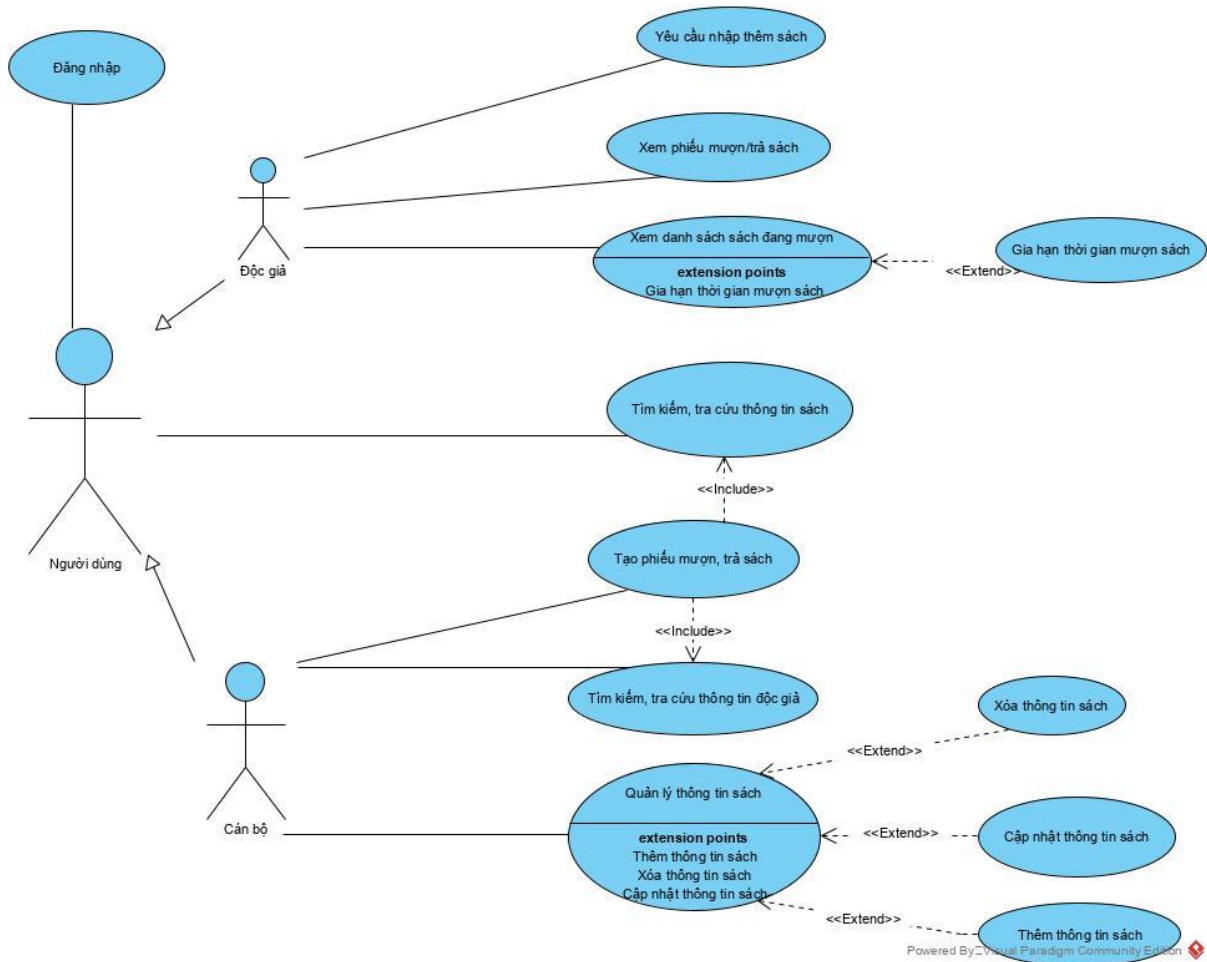 Yêu cầu nhập thêm sách
Đăng nhập
Xem phiếu mượn/trả sách
Độc giả
Xem danh sách sách đang mượn
extension points
Gia hạn thời gian mượn sách
<<Extend>>
Gia hạn thời gian mượn sách
Tìm kiếm, tra cứu thông tin sách
<<Include>>
Người dùng
Tạo phiếu mượn, trả sách
<<Include>>
Tìm kiếm, tra cứu thông tin độc giả
Cán bộ
Xóa thông tin sách
<<Extend>>
Quản lý thông tin sách
extension points
Thêm thông tin sách
Xóa thông tin sách
Cập nhật thông tin sách
<<Extend>>
Cập nhật thông tin sách
<<Extend>>
Thêm thông tin sách
Powered By Visual Paradigm Community Edition